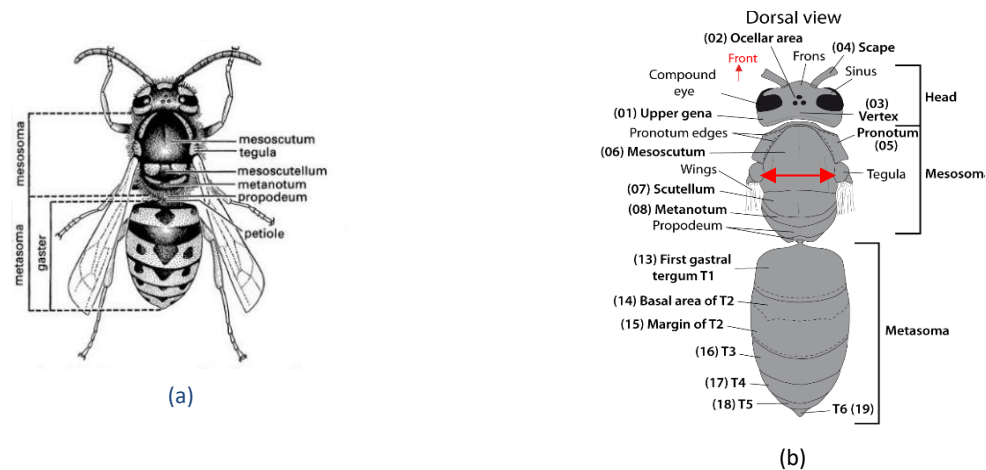 mesosoma
metasoma
gaster
mesoscutum
tegula
mesoscutellum
metanotum
propodeum
petiole
(a)
Dorsal view
(02) Ocellar area
(04) Scape
Front
Frons
Sinus
Compound
eye
Head
(03)
Vertex
(01) Upper gena
Pronotum edges
Pronotum
(05)
(06) Mesoscutum
Wings
Tegula
Mesosoma
(07) Scutellum
(08) Metanotum
Propodeum
(13) First gastral
tergum T1
(14) Basal area of T2
(15) Margin of T2
Metasoma
(16) T3
(17) T4
(18) T5
T6 (19)
(b)